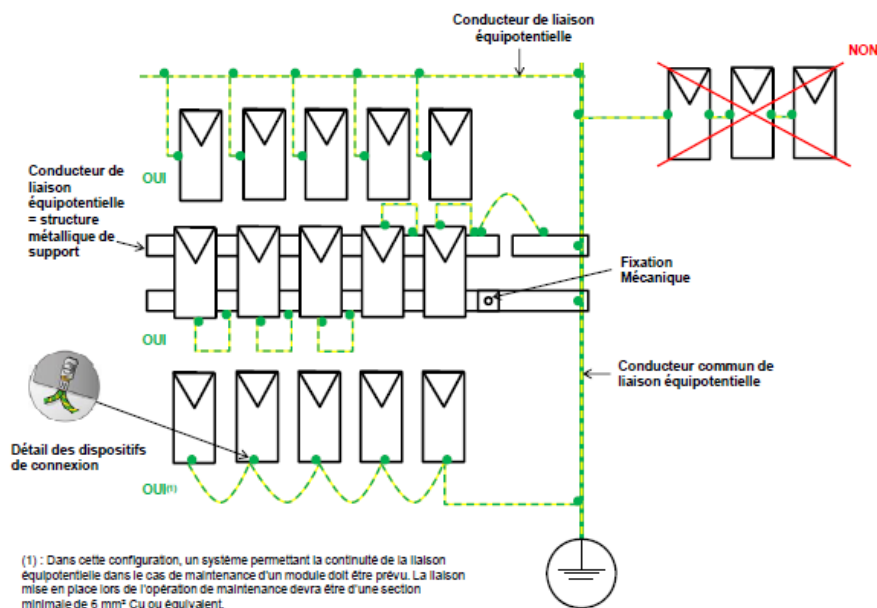 Conducteur de liaison
équipotentielle
NON
OUI
Conducteur de
liaison
équipotentielle
= structure
métallique de
support
Fixation
Mécanique
OUI
Conducteur commun de
liaison équipotentielle
Détail des dispositifs
de connexion
OUI(1)
(1) : Dans cette configuration, un système permettant la continuité de la liaison
équipotentielle dans le cas de maintenance d'un module doit être prévu. La liaison
mise en place lors de l'opération de maintenance devra être d'une section
minimale de 6 mm² Cu ou équivalent.